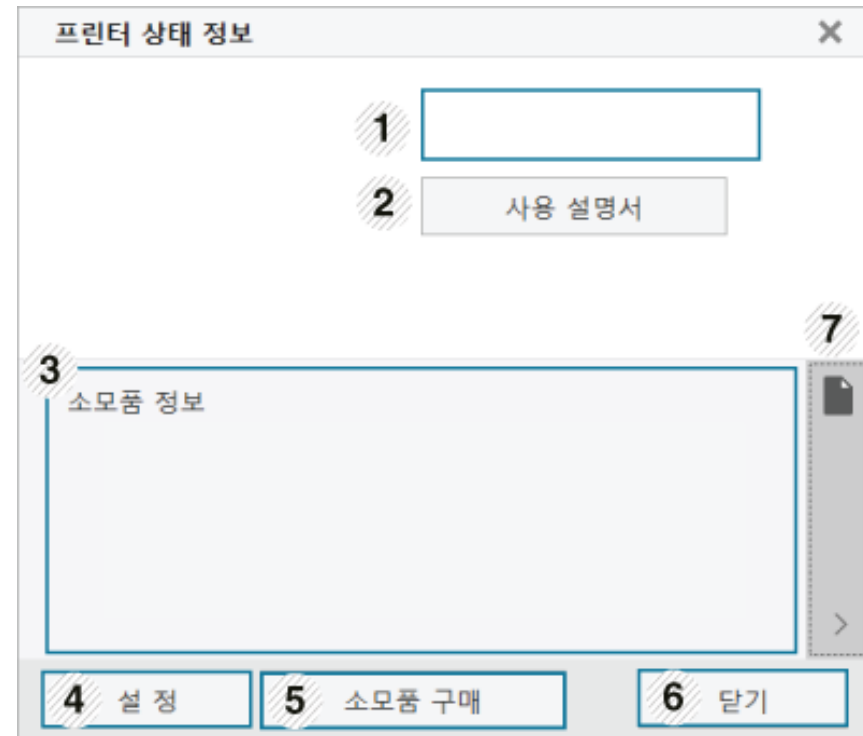 프린터 상태 정보
1
2 사용 설명서
7
3
소모품 정보
4 설 정 5 소모품 구매 6 닫기